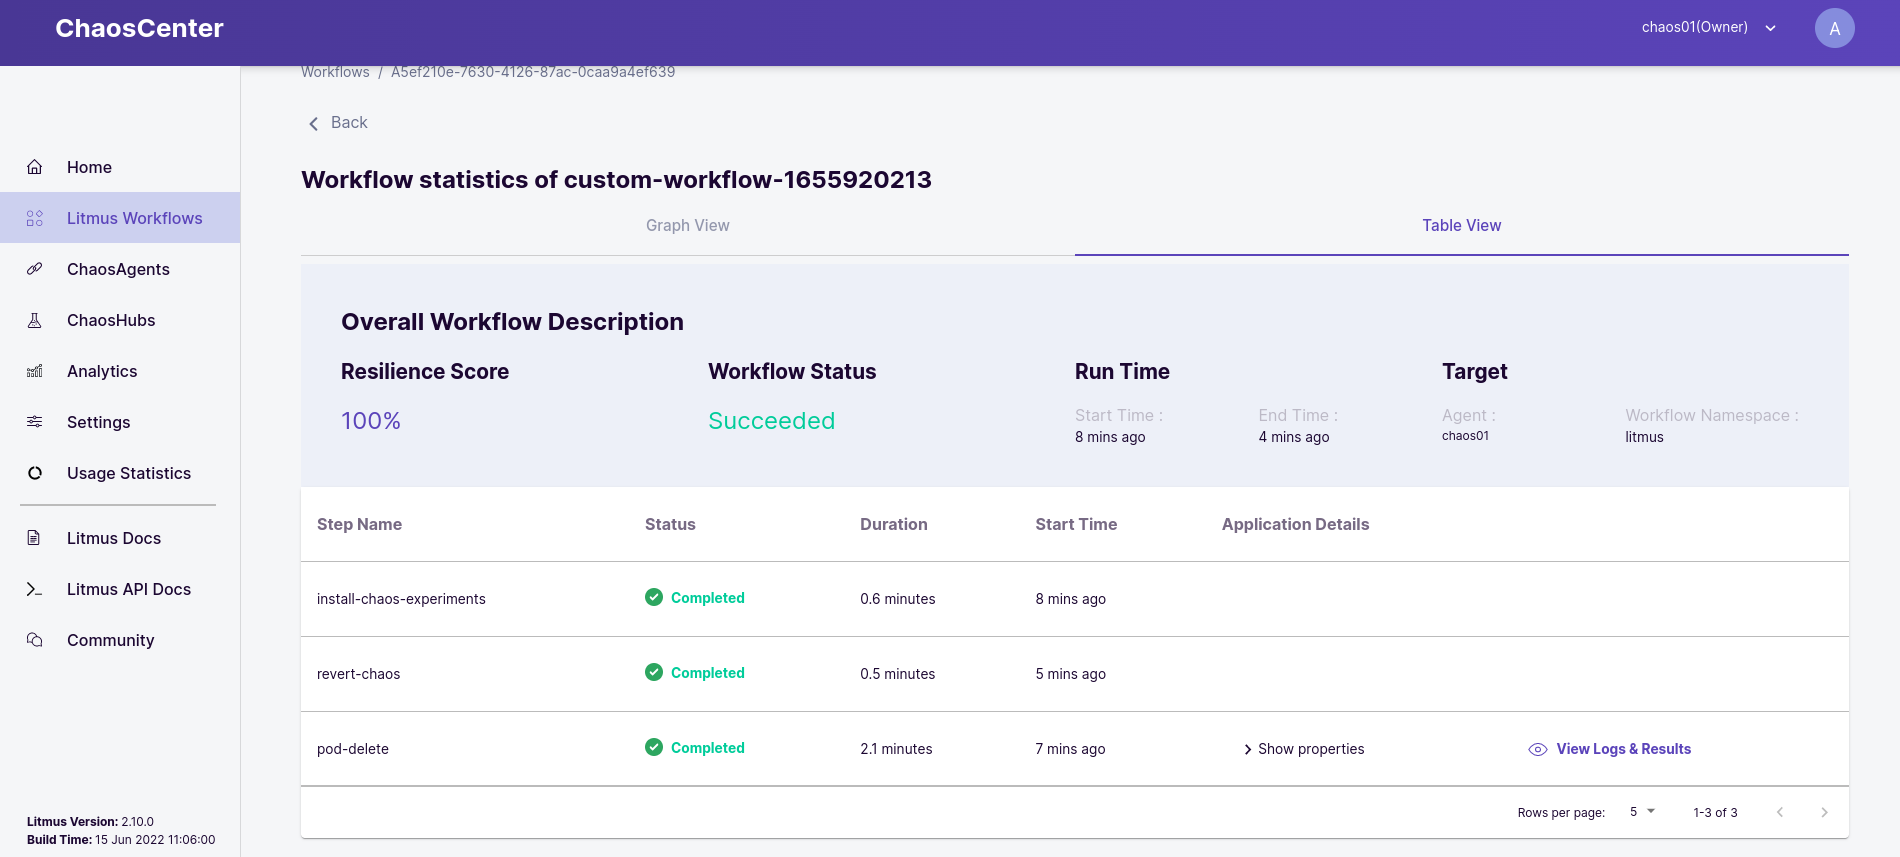 ChaosCenter
chaos01(Owner)
A
Workflows / A5ef210e-7630-4126-87ac-0caa9a4ef639
Back
Home
Litmus Workflows
ChaosAgents
ChaosHubs
Analytics
Settings
Usage Statistics
Litmus Docs
Litmus API Docs
Community
Litmus Version: 2.10.0
Build Time: 15 Jun 2022 11:06:00
Workflow statistics of custom-workflow-1655920213
Graph View Table View
Overall Workflow Description
Resilience Score Workflow Status Run Time Target
100% Succeeded
Start Time : End Time : Agent : Workflow Namespace :
8 mins ago 4 mins ago chaos01 litmus
Step Name Status Duration Start Time Application Details
install-chaos-experiments Completed 0.6 minutes 8 mins ago
revert-chaos Completed 0.5 minutes 5 mins ago
pod-delete Completed 2.1 minutes 7 mins ago Show properties View Logs & Results
Rows per page: 5 1-3 of 3